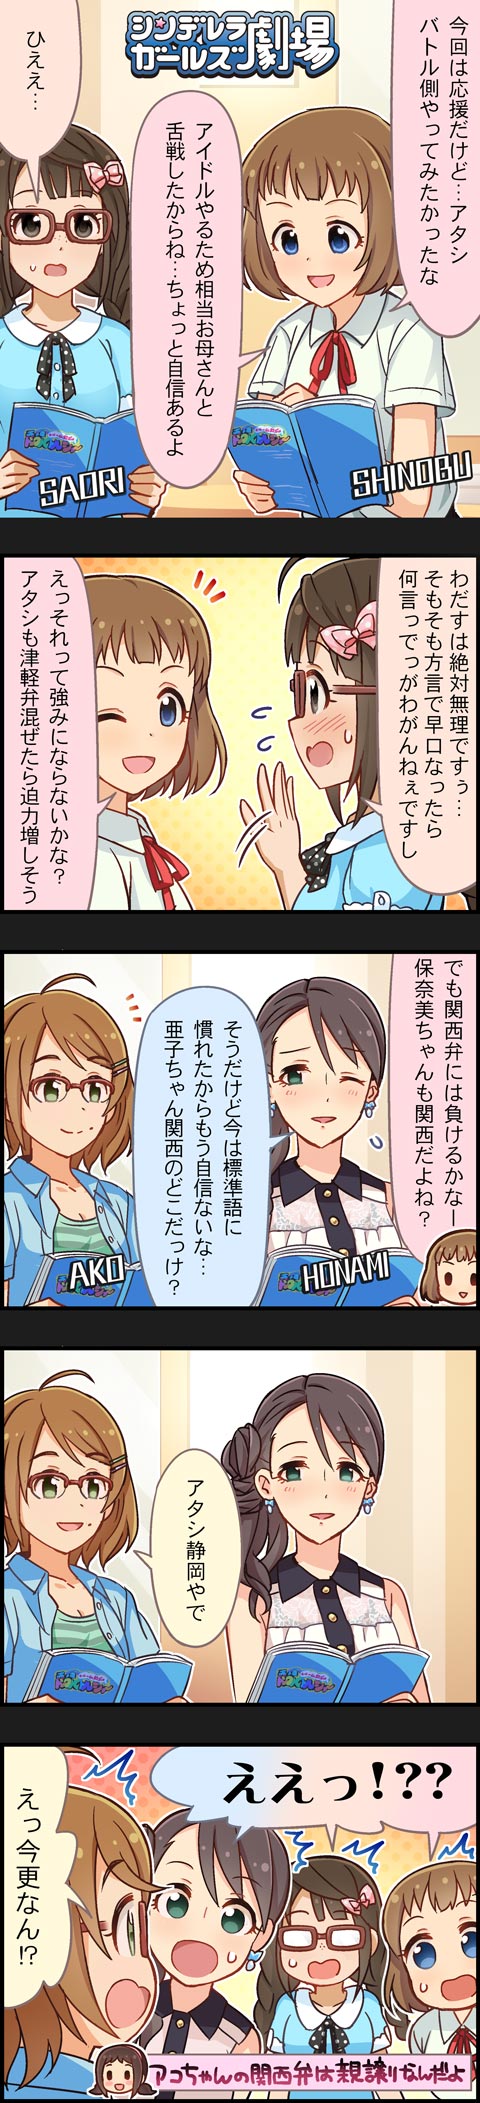 シンデレラ
ガールズ劇場
今回は応援だけど…アタシ
バトル側やってみたかったな
アイドルやるため相当お母さんと
舌戦したからね…ちょっと自信あるよ
ひええ…
SAORI
SHINOBU
わだすは絶対無理ですぅ…
そもそも方言で早口なったら
何言っでっがわがんねぇですし
えっそれって強みにならないかな？
アタシも津軽弁混ぜたら迫力増しそう
でも関西弁には負けるかなー
保奈美ちゃんも関西だよね？
そうだけど今は標準語に
慣れたからもう自信ないな…
亜子ちゃん関西のどこだっけ？
AKO
HONAMI
アタシ静岡やで
ええっ!??
えっ今更なん!?
アコちゃんの関西弁は親譲りなんだよ